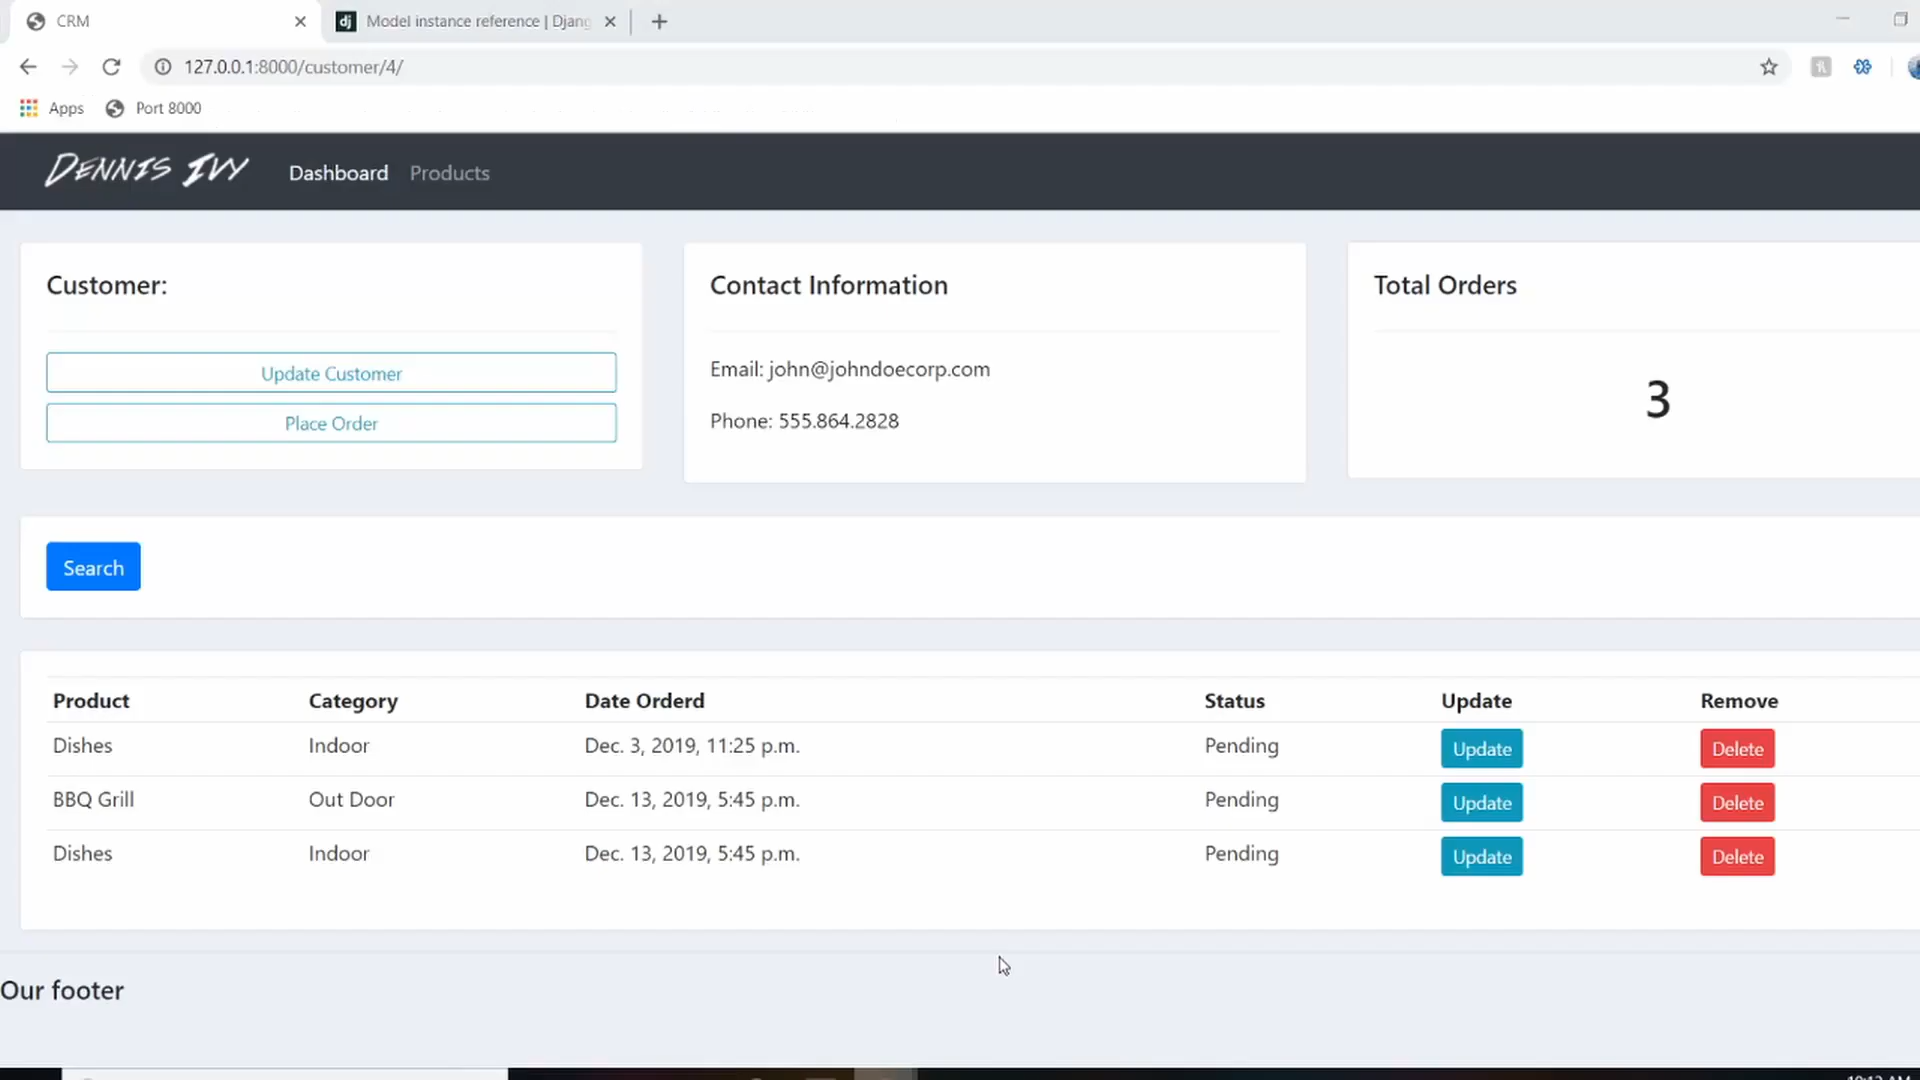 CRM
Model instance reference | Djang
127.0.0.1:8000/customer/4/
Apps Port 8000
DENNIS IVY Dashboard Products
Customer:
Update Customer
Place Order
Contact Information
Email: john@johndoecorp.com
Phone: 555.864.2828
Total Orders
3
Search
Product Category Date Orderd Status Update Remove
Dishes Indoor Dec. 3, 2019, 11:25 p.m. Pending Update Delete
BBQ Grill Out Door Dec. 13, 2019, 5:45 p.m. Pending Update Delete
Dishes Indoor Dec. 13, 2019, 5:45 p.m. Pending Update Delete
Our footer